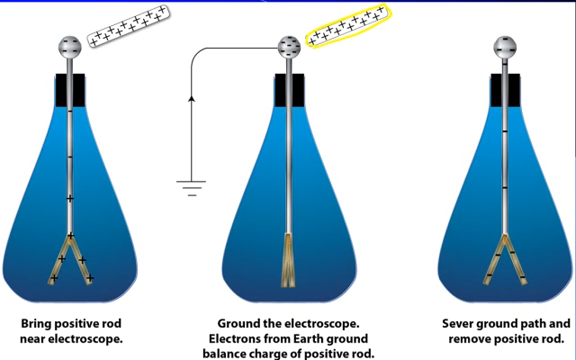 Bring positive rod
near electroscope.
Ground the electroscope.
Electrons from Earth ground
balance charge of positive rod.
Sever ground path and
remove positive rod.